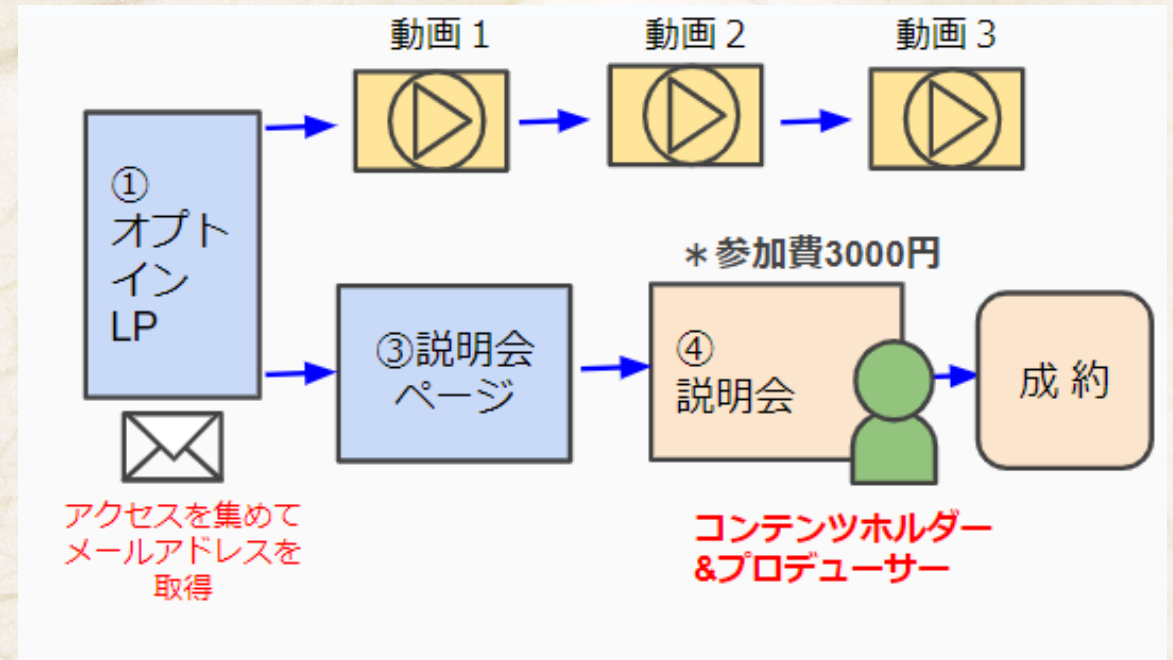 動画１
動画２
動画３
①
オプト
イン
LP
＊参加費3000円
③説明会
ページ
④
説明会
成約
アクセスを集めて
メールアドレスを
取得
コンテンツホルダー
&プロデューサー